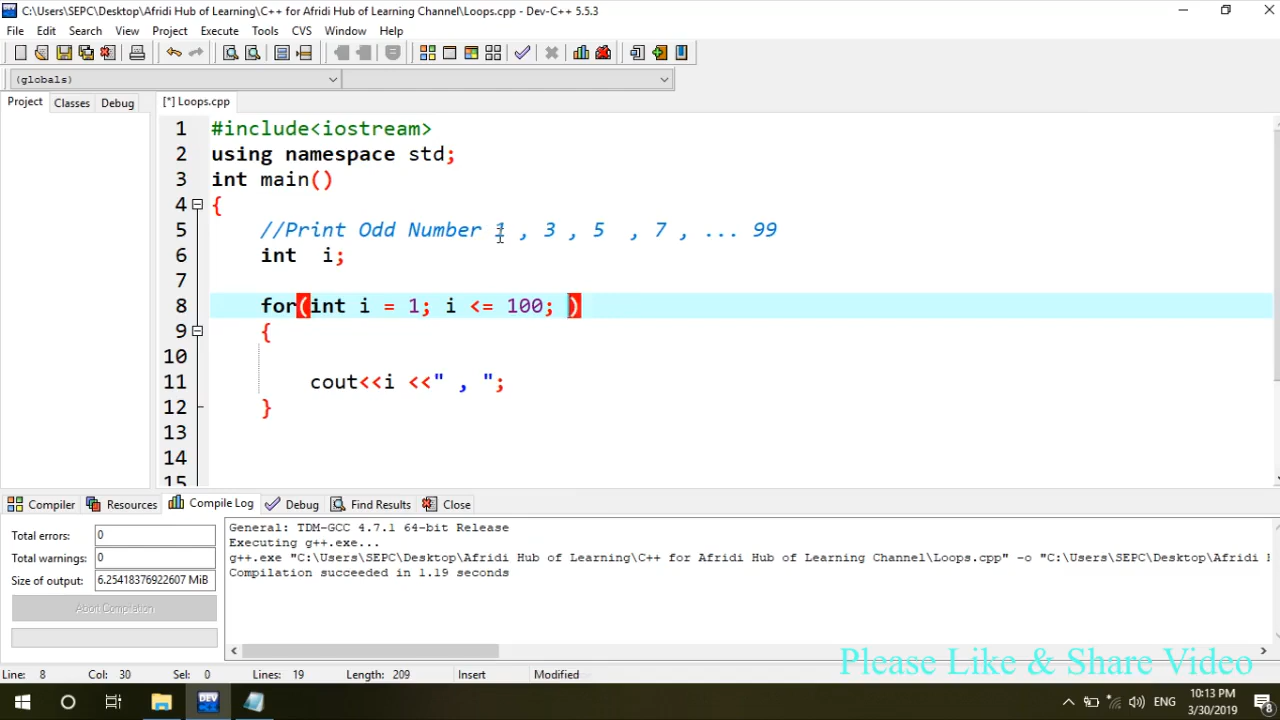 C:\Users\SEPC\Desktop\Afridi Hub of Learning\C++ for Afridi Hub of Learning Channel\Loops.cpp - Dev-C++ 5.5.3
File Edit Search View Project Execute Tools CVS Window Help
(globals)
Project Classes Debug [*] Loops.cpp
1 #include<iostream>
2 using namespace std;
3 int main()
4 {
5 //Print Odd Number 1 , 3 , 5 , 7 , ... 99
6 int i;
7
8 for(int i = 1; i <= 100; )
9 {
10
11 cout<<i <<" , ";
12 }
13
14
15
Compiler Resources Compile Log Debug Find Results Close
Total errors: 0
Total warnings: 0
Size of output: 6.25418376922607 MiB
Abort Compilation
General: TDM-GCC 4.7.1 64-bit Release
Executing g++.exe...
g++.exe "C:\Users\SEPC\Desktop\Afridi Hub of Learning\C++ for Afridi Hub of Learning Channel\Loops.cpp" -o "C:\Users\SEPC\Desktop\Afridi H
Compilation succeeded in 1.19 seconds
Please Like & Share Video
Line: 8 Col: 30 Sel: 0 Lines: 19 Length: 209 Insert Modified
DEV
ENG
10:13 PM
3/30/2019
8